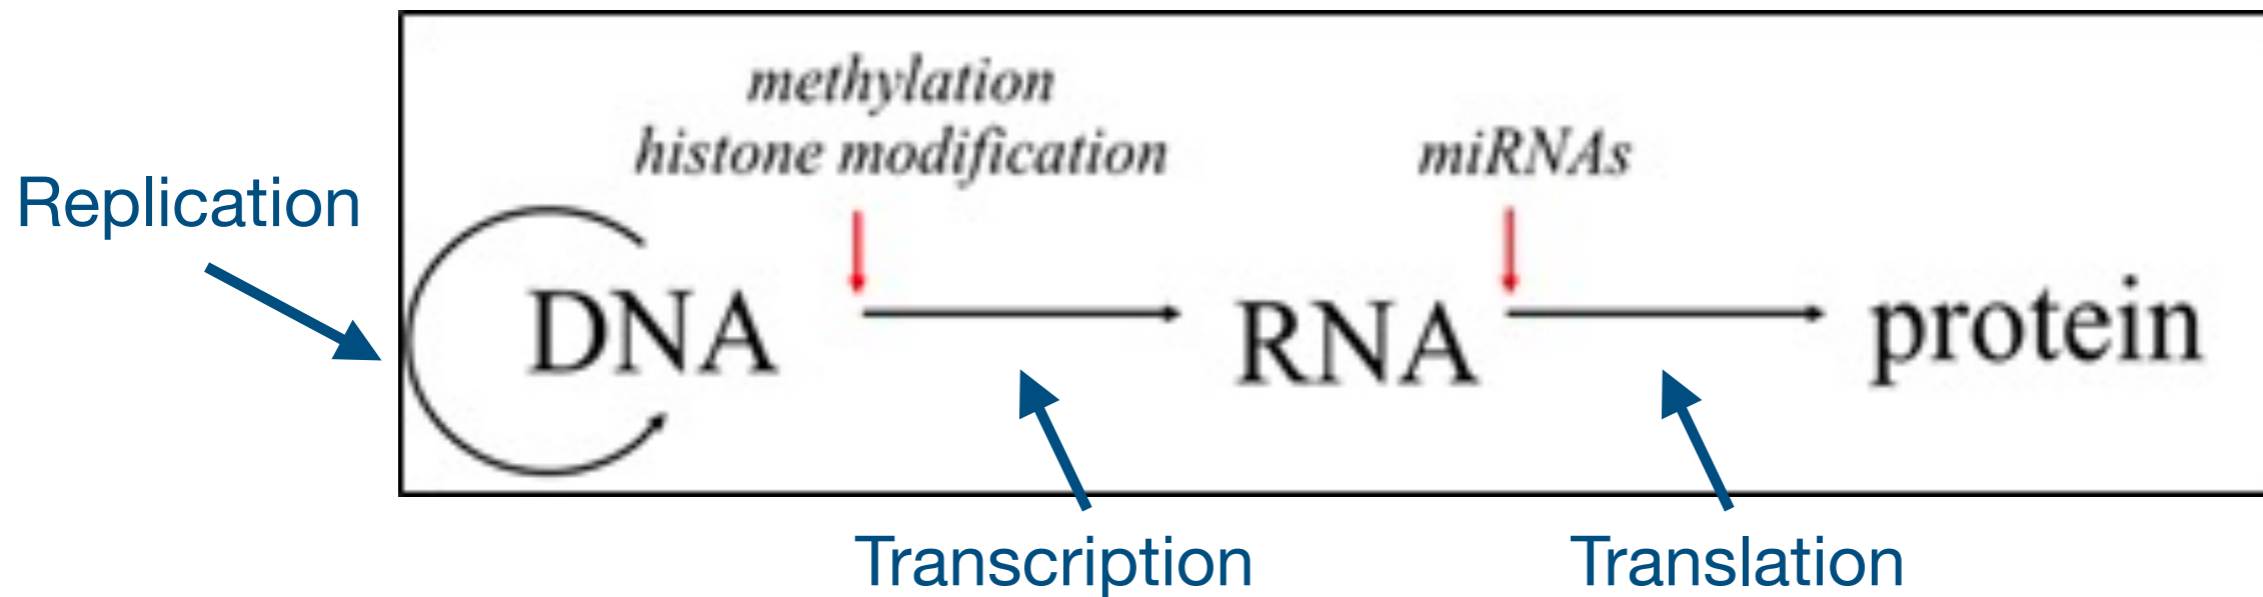 methylation
histone modification
miRNAs
Replication
DNA
RNA
protein
Transcription
Translation